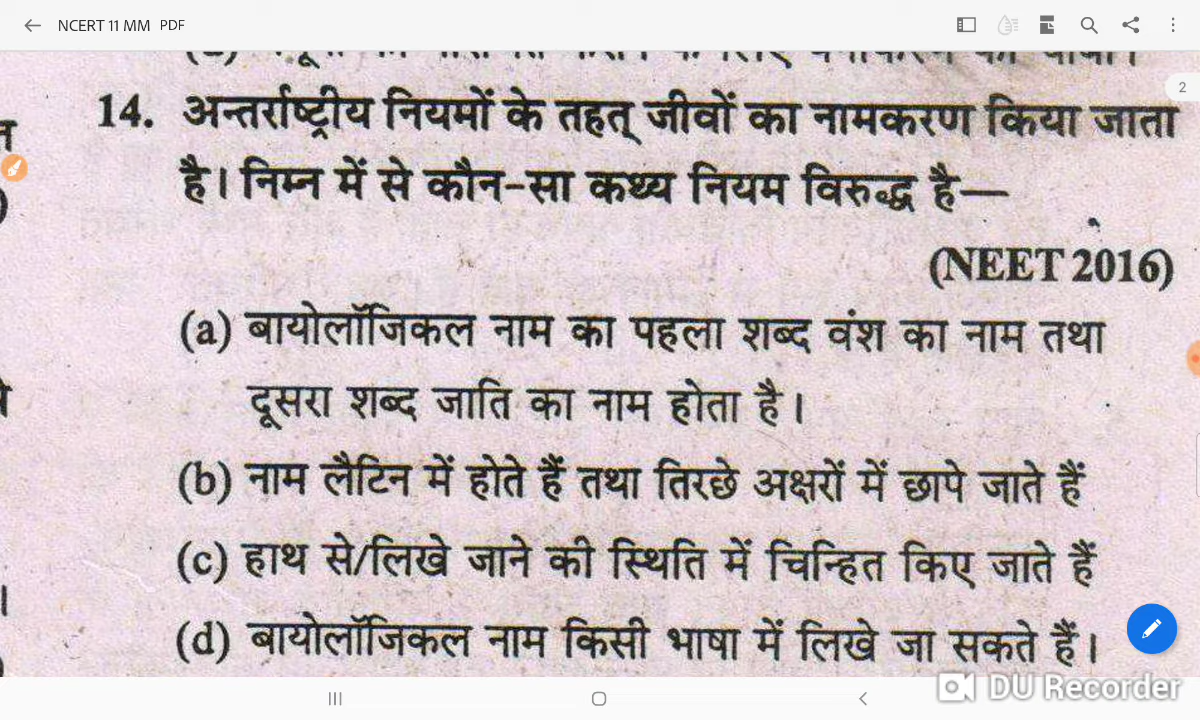 NCERT 11 MM PDF
2
14. अन्तर्राष्ट्रीय नियमों के तहत् जीवों का नामकरण किया जाता
है। निम्न में से कौन-सा कथ्य नियम विरुद्ध है—
(NEET 2016)
(a) बायोलॉजिकल नाम का पहला शब्द वंश का नाम तथा
दूसरा शब्द जाति का नाम होता है।
(b) नाम लैटिन में होते हैं तथा तिरछे अक्षरों में छापे जाते हैं
(c) हाथ से/लिखे जाने की स्थिति में चिन्हित किए जाते हैं
(d) बायोलॉजिकल नाम किसी भाषा में लिखे जा सकते हैं।
DU Recorder